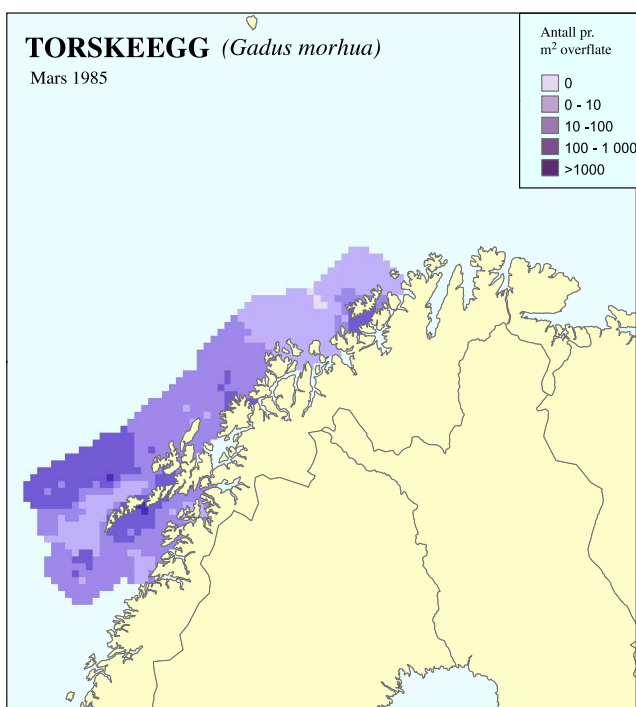 TORSKEEGG (Gadus morhua)
Mars 1985
Antall pr.
m² overflate
0
0 - 10
10 -100
100 - 1 000
>1000